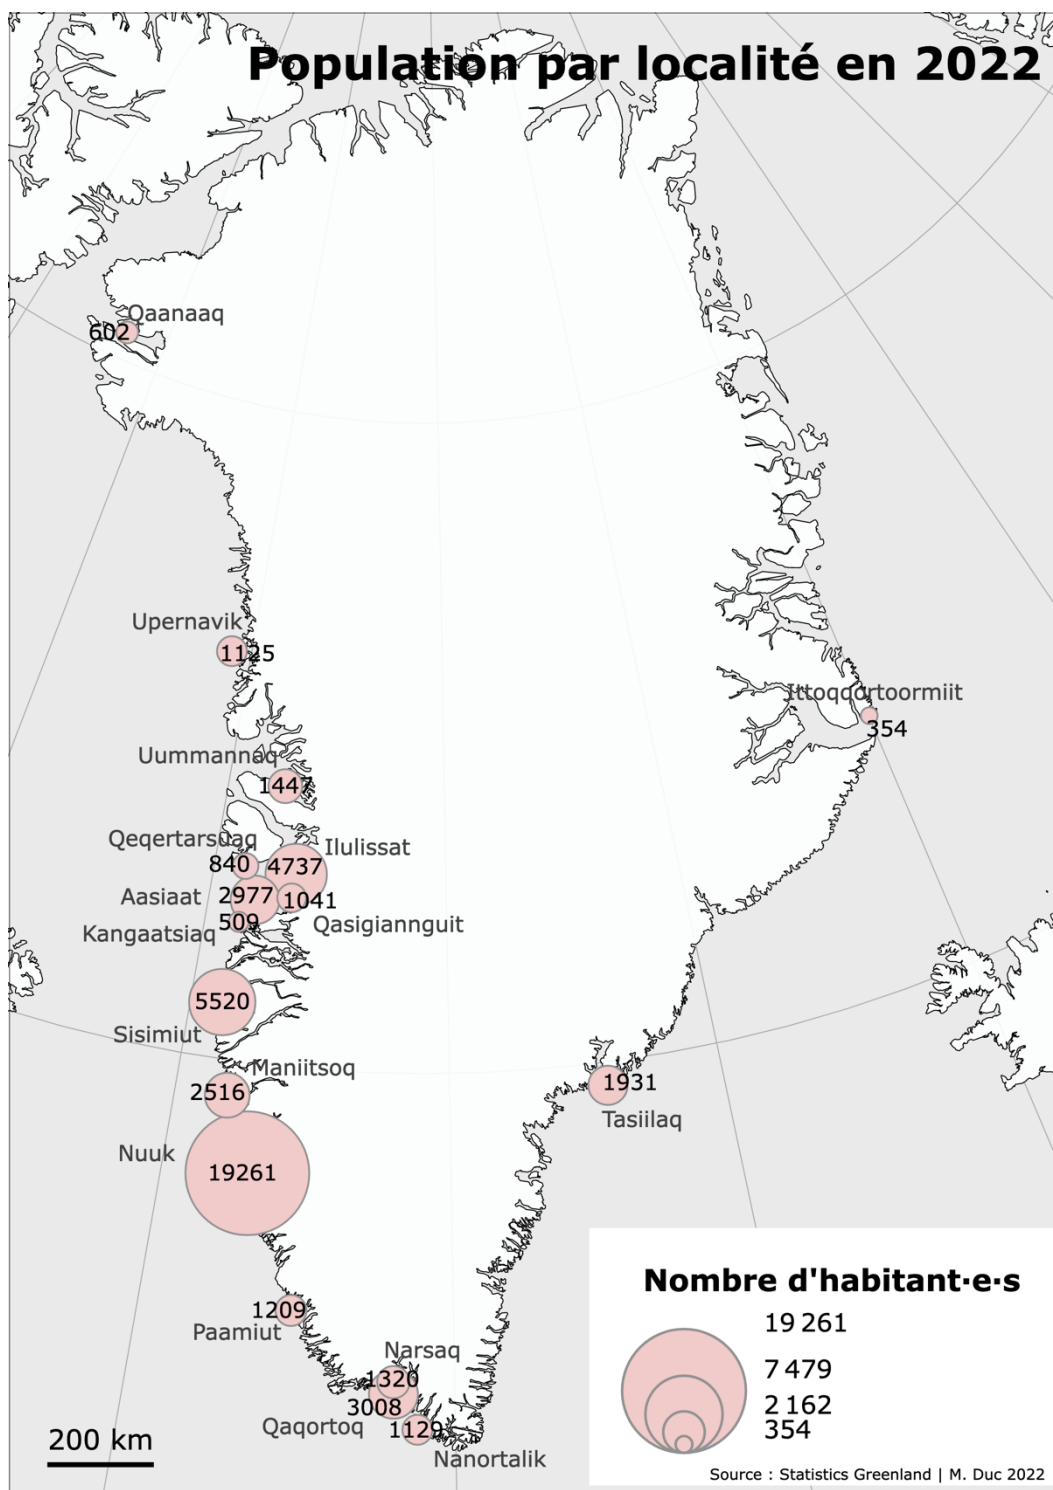 Population par localité en 2022
Qaanaaq
602
Upernavik
1125
Ittoqqortoormiit
354
Uummannaq
1447
Qeqertarsuaq
840
Ilulissat
4737
Aasiaat
2977
1041
Qasigiannguit
509
Kangaatsiaq
5520
Sisimiut
Maniitsoq
2516
1931
Tasiilaq
Nuuk
19261
1209
Paamiut
Narsaq
1320
3008
Qaqortoq
1129
Nanortalik
200 km
Nombre d'habitant·e·s
19 261
7 479
2 162
354
Source : Statistics Greenland | M. Duc 2022